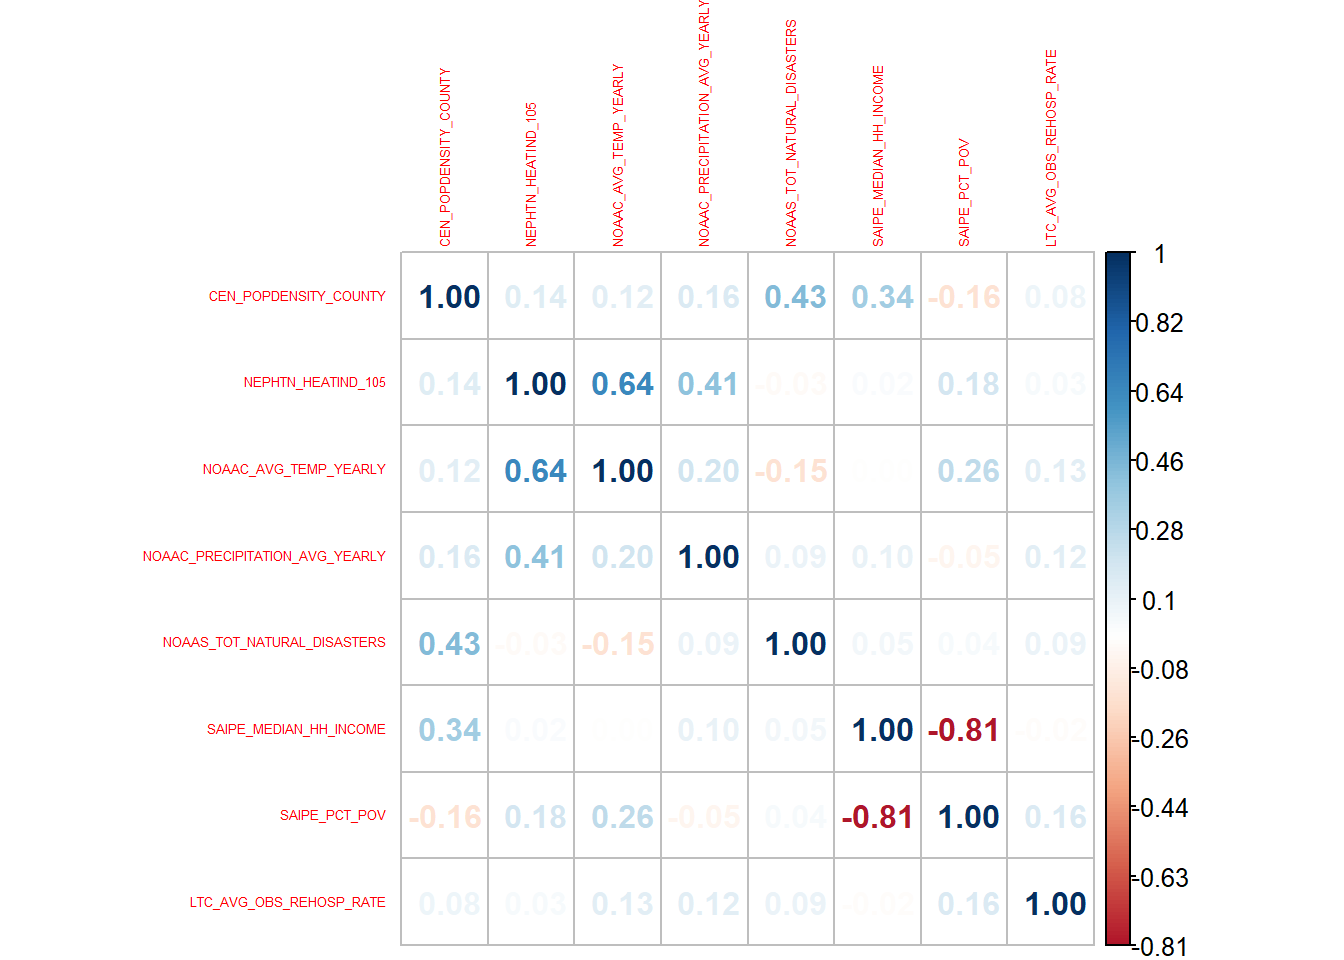 CEN_POPDENSITY_COUNTY
NEPHTN_HEATIND_105
NOAAC_AVG_TEMP_YEARLY
NOAAC_PRECIPITATION_AVG_YEARLY
NOAAS_TOT_NATURAL_DISASTERS
SAIPE_MEDIAN_HH_INCOME
SAIPE_PCT_POV
LTC_AVG_OBS_REHOSP_RATE
CEN_POPDENSITY_COUNTY 1.00 0.14 0.12 0.16 0.43 0.34 -0.16 0.08
NEPHTN_HEATIND_105 0.14 1.00 0.64 0.41 -0.03 0.02 0.18 0.03
NOAAC_AVG_TEMP_YEARLY 0.12 0.64 1.00 0.20 -0.15 0.26 0.13
NOAAC_PRECIPITATION_AVG_YEARLY 0.16 0.41 0.20 1.00 0.09 0.10 -0.05 0.12
NOAAS_TOT_NATURAL_DISASTERS 0.43 -0.03 -0.15 0.09 1.00 0.05 0.04 0.09
SAIPE_MEDIAN_HH_INCOME 0.34 0.02 0.10 0.05 1.00 -0.81 -0.02
SAIPE_PCT_POV -0.16 0.18 0.26 -0.05 0.04 -0.81 1.00 0.16
LTC_AVG_OBS_REHOSP_RATE 0.08 0.03 0.13 0.12 0.09 -0.02 0.16 1.00
1
0.82
0.64
0.46
0.28
0.1
-0.08
-0.26
-0.44
-0.63
-0.81